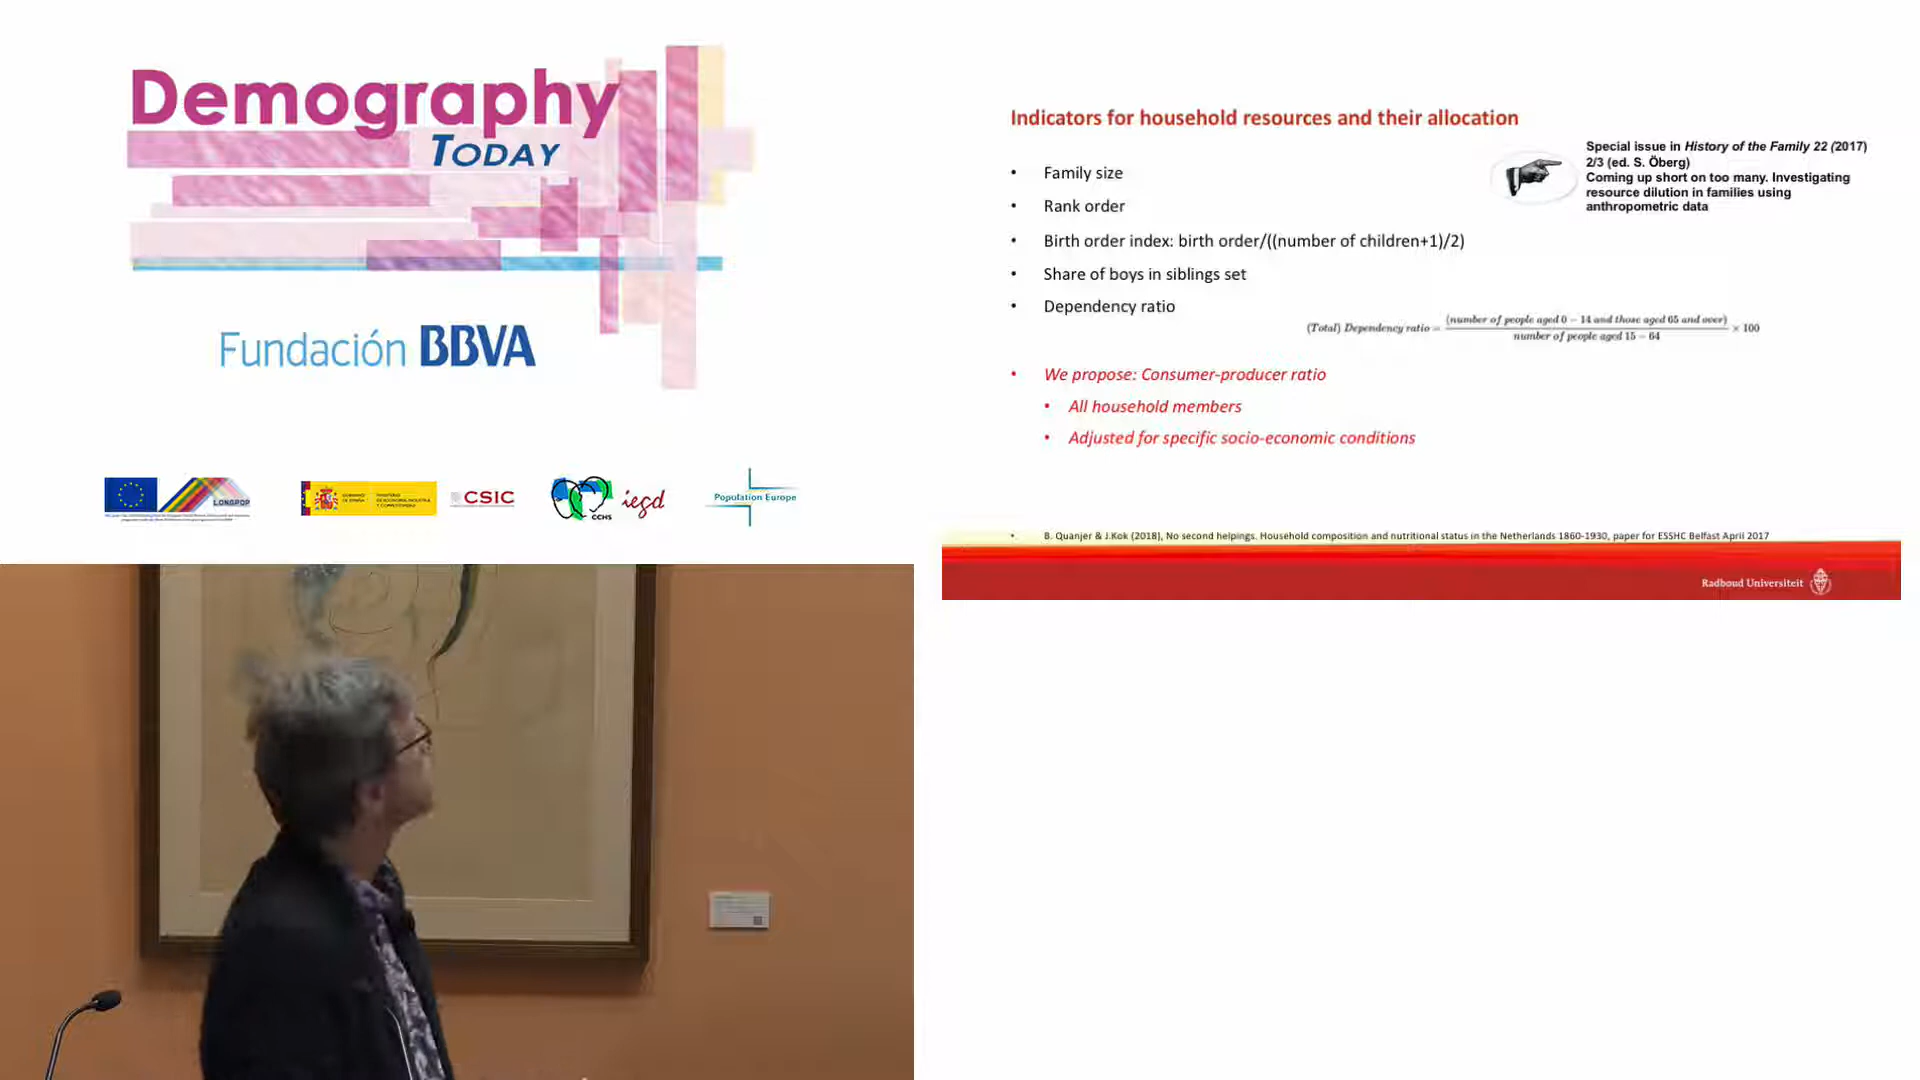 Demography
TODAY
Fundación BBVA
LONGPOP
CSIC
CCHS
iegd
Population Europe
Indicators for household resources and their allocation
Special issue in History of the Family 22 (2017)
2/3 (ed. S. Öberg)
Coming up short on too many. Investigating
resource dilution in families using
anthropometric data
• Family size
• Rank order
• Birth order index: birth order/((number of children+1)/2)
• Share of boys in siblings set
• Dependency ratio
(Total) Dependency ratio = (number of people aged 0 − 14 and those aged 65 and over) / number of people aged 15 − 64 × 100
• We propose: Consumer-producer ratio
• All household members
• Adjusted for specific socio-economic conditions
• B. Quanjer & J.Kok (2018), No second helpings. Household composition and nutritional status in the Netherlands 1860-1930, paper for ESSHC Belfast April 2017
Radboud Universiteit